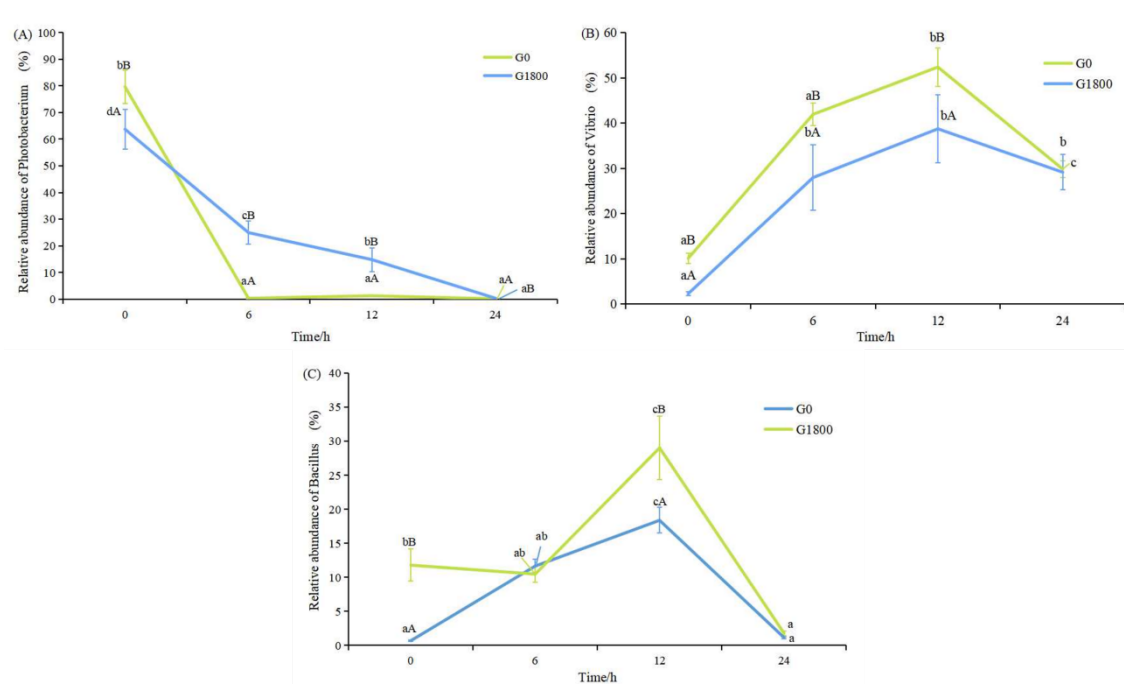 (A)
Relative abundance of Photobacterium (%)
100
90
80
70
60
50
40
30
20
10
0
bB
dA
cB
aA
bB
aA
aA
aB
G0
G1800
0 6 12 24
Time/h
(B)
Relative abundance of Vibrio (%)
60
50
40
30
20
10
0
aB
aA
aB
bA
bB
bA
b
c
G0
G1800
0 6 12 24
Time/h
(C)
Relative abundance of Bacillus (%)
40
35
30
25
20
15
10
5
0
bB
aA
ab
ab
cB
cA
a
a
G0
G1800
0 6 12 24
Time/h